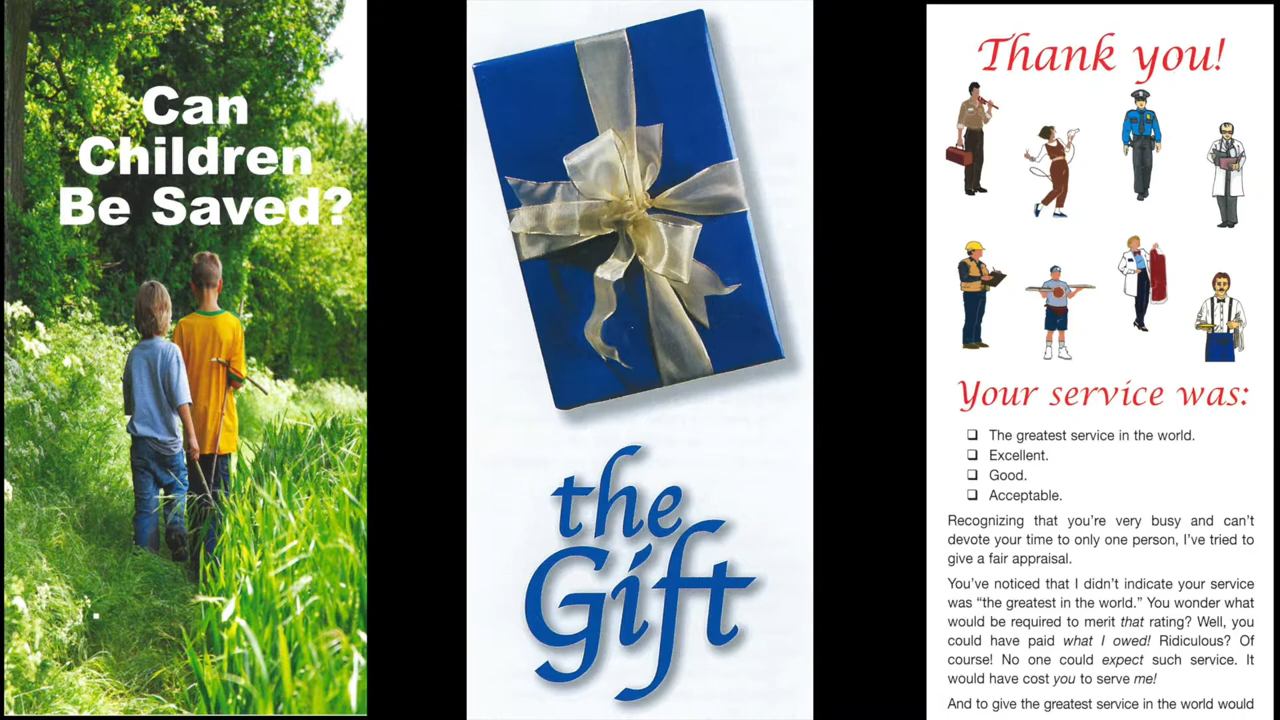 Can
Children
Be Saved?
the
Gift
Thank you!
Your service was:
❑ The greatest service in the world.
❑ Excellent.
❑ Good.
❑ Acceptable.
Recognizing that you're very busy and can't
devote your time to only one person, I've tried to
give a fair appraisal.
You've noticed that I didn't indicate your service
was “the greatest in the world.” You wonder what
would be required to merit that rating? Well, you
could have paid what I owed! Ridiculous? Of
course! No one could expect such service. It
would have cost you to serve me!
And to give the greatest service in the world would